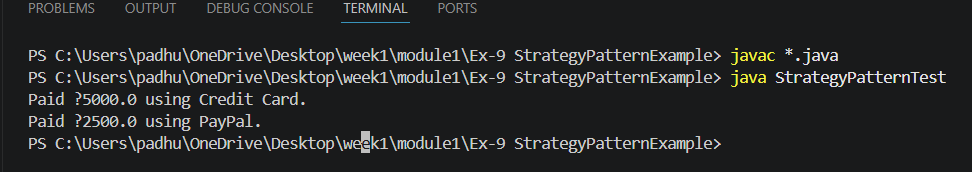 PROBLEMS OUTPUT DEBUG CONSOLE TERMINAL PORTS
PS C:\Users\padhu\OneDrive\Desktop\week1\module1\Ex-9 StrategyPatternExample> javac *.java
PS C:\Users\padhu\OneDrive\Desktop\week1\module1\Ex-9 StrategyPatternExample> java StrategyPatternTest
Paid ?5000.0 using Credit Card.
Paid ?2500.0 using PayPal.
PS C:\Users\padhu\OneDrive\Desktop\week1\module1\Ex-9 StrategyPatternExample>